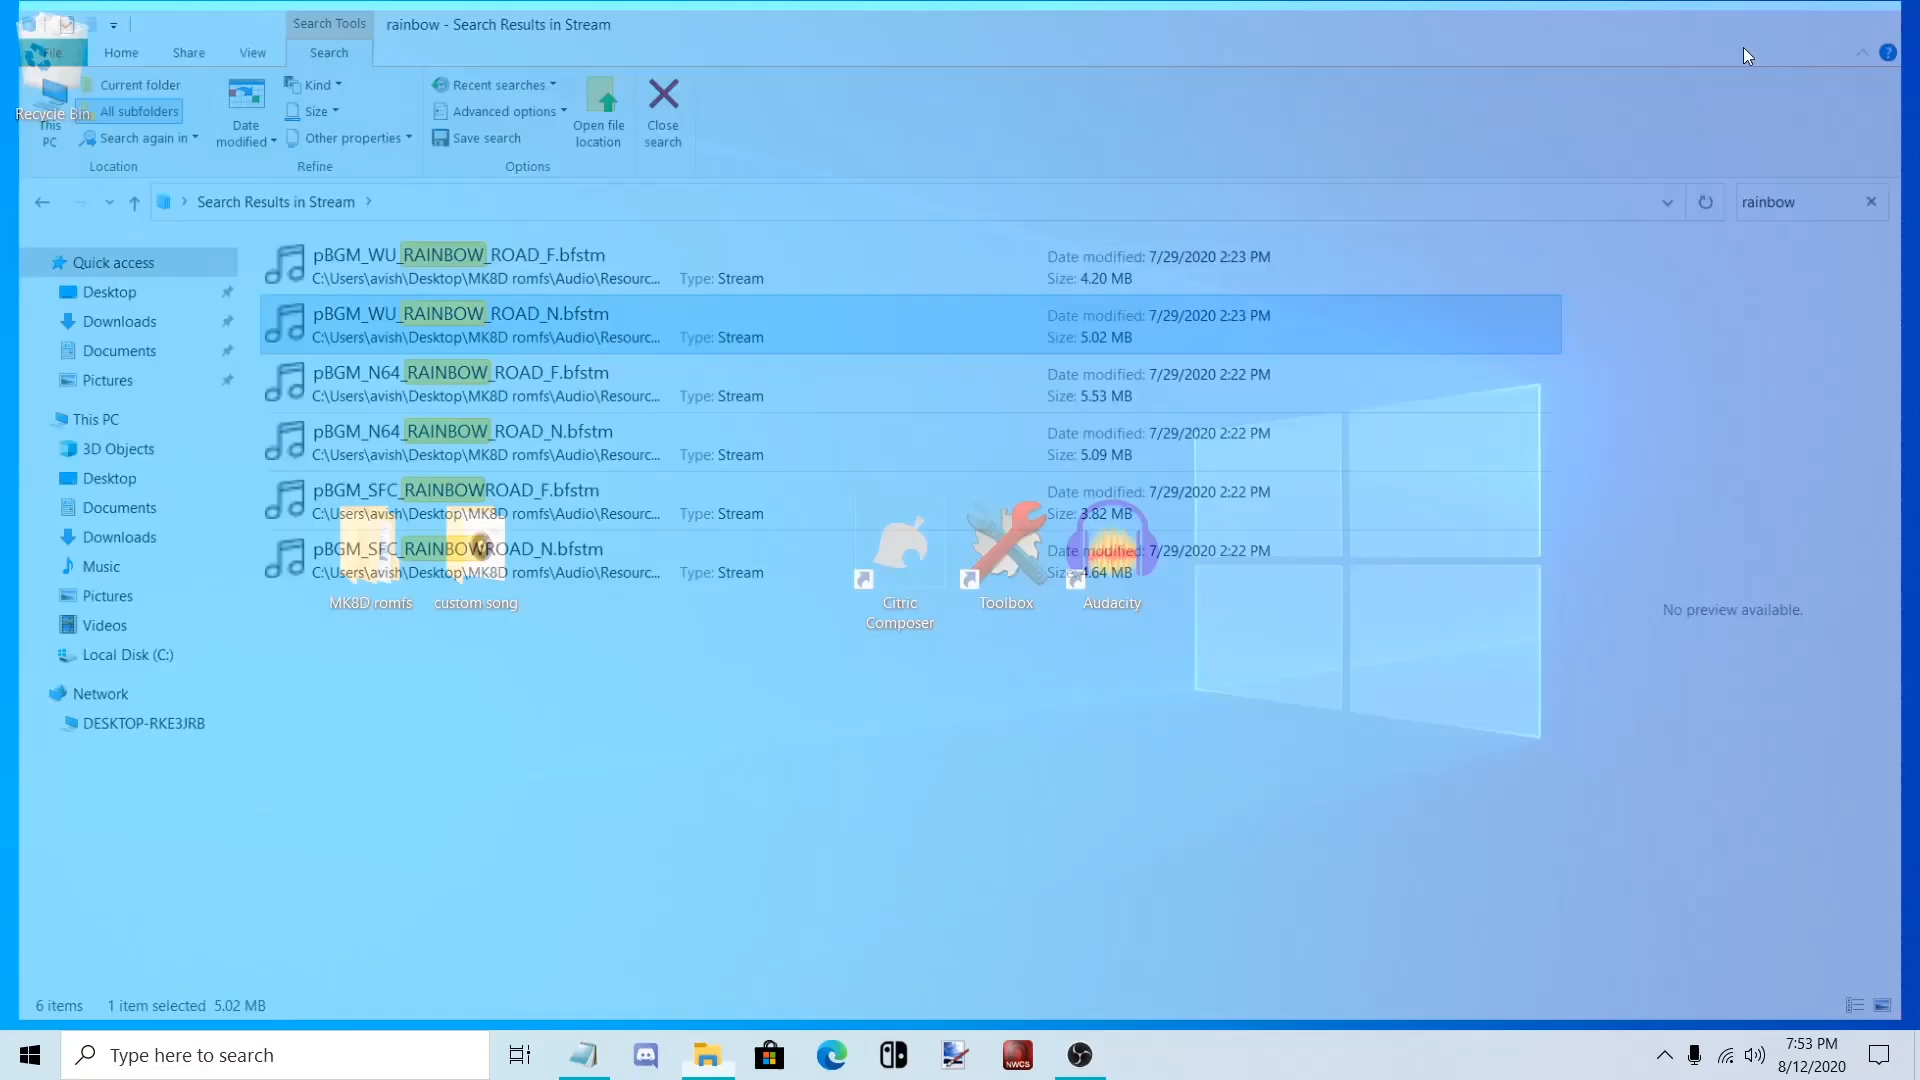 Search Tools
rainbow - Search Results in Stream
File
Home
Share
View
Search
Recycle Bin
This PC
Current folder
All subfolders
Search again in
Location
Date modified
Kind
Size
Other properties
Refine
Recent searches
Advanced options
Save search
Options
Open file location
Close search
Search Results in Stream
rainbow
Quick access
Desktop
Downloads
Documents
Pictures
This PC
3D Objects
Desktop
Documents
Downloads
Music
Pictures
Videos
Local Disk (C:)
Network
DESKTOP-RKE3JRB
pBGM_WU_RAINBOW_ROAD_F.bfstm
Date modified: 7/29/2020 2:23 PM
C:\Users\avish\Desktop\MK8D romfs\Audio\Resourc... Type: Stream
Size: 4.20 MB
pBGM_WU_RAINBOW_ROAD_N.bfstm
Date modified: 7/29/2020 2:23 PM
C:\Users\avish\Desktop\MK8D romfs\Audio\Resourc... Type: Stream
Size: 5.02 MB
pBGM_N64_RAINBOW_ROAD_F.bfstm
Date modified: 7/29/2020 2:22 PM
C:\Users\avish\Desktop\MK8D romfs\Audio\Resourc... Type: Stream
Size: 5.53 MB
pBGM_N64_RAINBOW_ROAD_N.bfstm
Date modified: 7/29/2020 2:22 PM
C:\Users\avish\Desktop\MK8D romfs\Audio\Resourc... Type: Stream
Size: 5.09 MB
pBGM_SFC_RAINBOWROAD_F.bfstm
Date modified: 7/29/2020 2:22 PM
C:\Users\avish\Desktop\MK8D romfs\Audio\Resourc... Type: Stream
Size: 3.82 MB
pBGM_SFC_RAINBOWROAD_N.bfstm
Date modified: 7/29/2020 2:22 PM
C:\Users\avish\Desktop\MK8D romfs\Audio\Resourc... Type: Stream
Size: 4.64 MB
MK8D romfs
custom song
Citric
Composer
Toolbox
Audacity
No preview available.
6 items
1 item selected 5.02 MB
Type here to search
NWCS
7:53 PM
8/12/2020